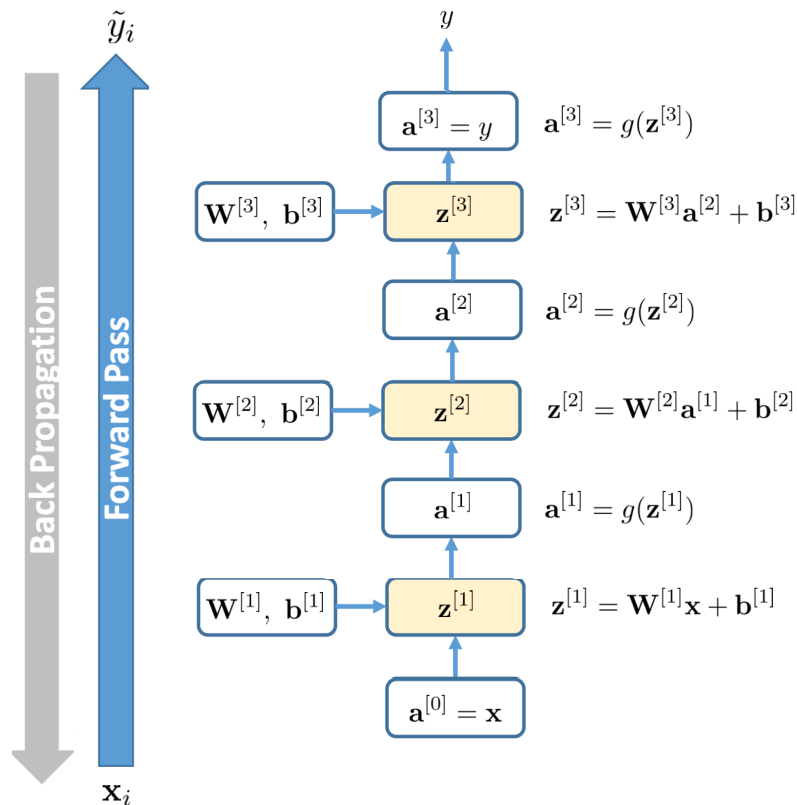 ỹ_i
y
a^{[3]} = y
a^{[3]} = g(z^{[3]})
W^{[3]}, b^{[3]}
z^{[3]}
z^{[3]} = W^{[3]}a^{[2]} + b^{[3]}
a^{[2]}
a^{[2]} = g(z^{[2]})
W^{[2]}, b^{[2]}
z^{[2]}
z^{[2]} = W^{[2]}a^{[1]} + b^{[2]}
a^{[1]}
a^{[1]} = g(z^{[1]})
W^{[1]}, b^{[1]}
z^{[1]}
z^{[1]} = W^{[1]}x + b^{[1]}
a^{[0]} = x
Back Propagation
Forward Pass
x_i